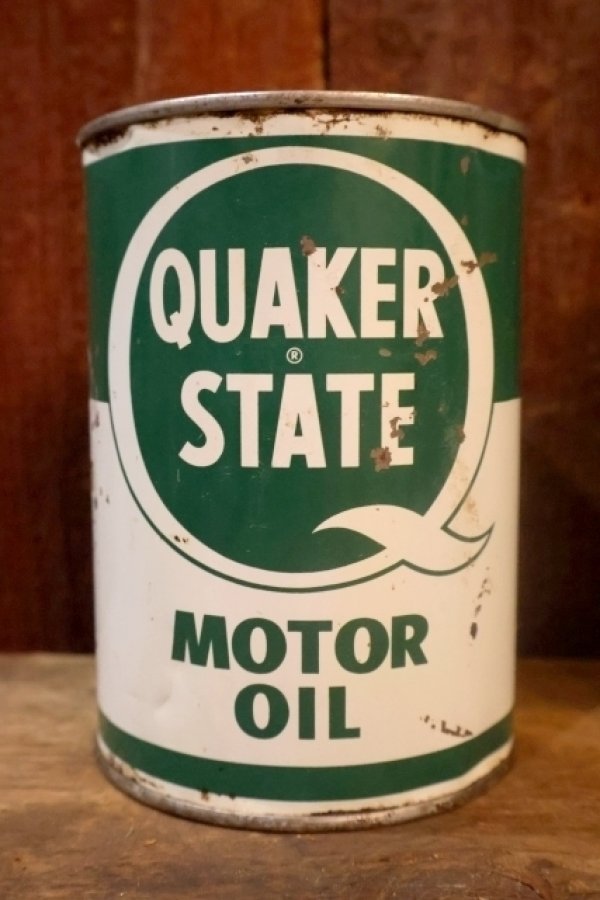 QUAKER
®
STATE
MOTOR
OIL